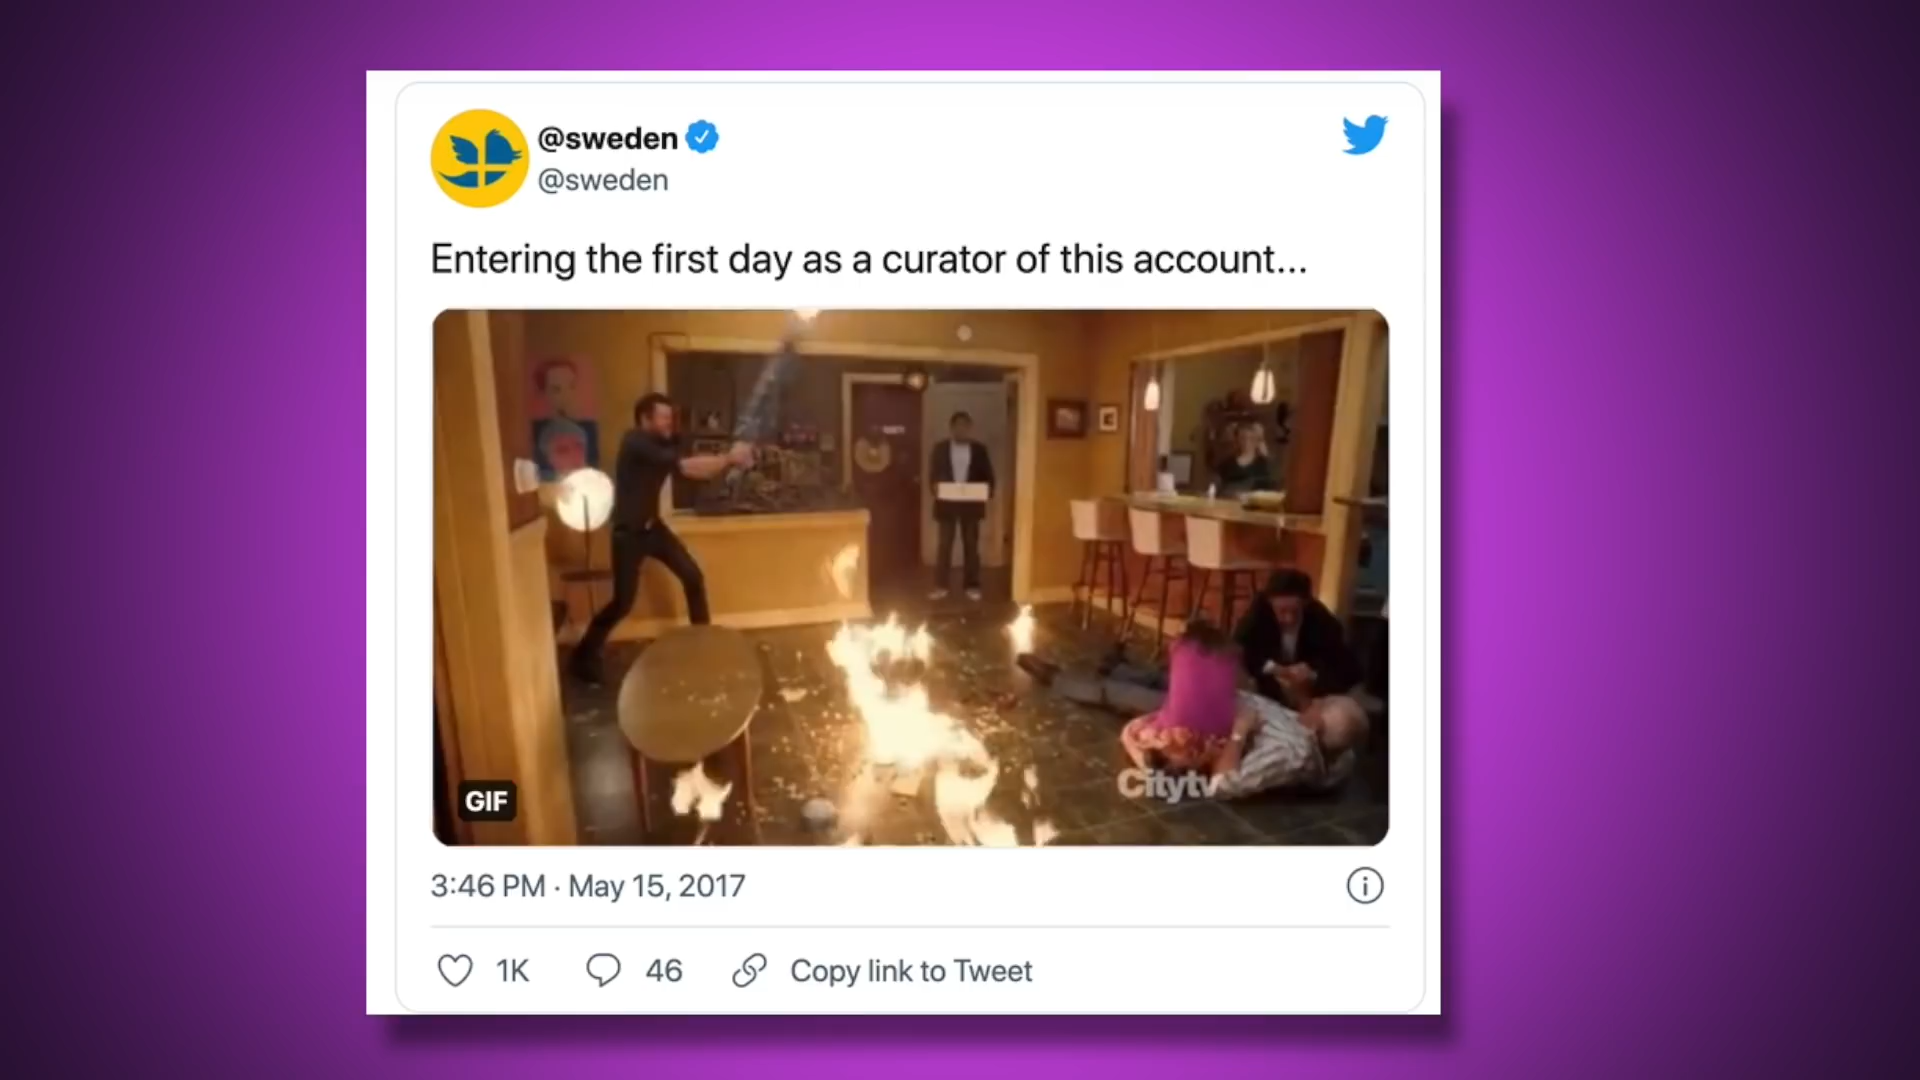 @sweden
@sweden
Entering the first day as a curator of this account...
Citytv
GIF
3:46 PM · May 15, 2017
1K
46
Copy link to Tweet